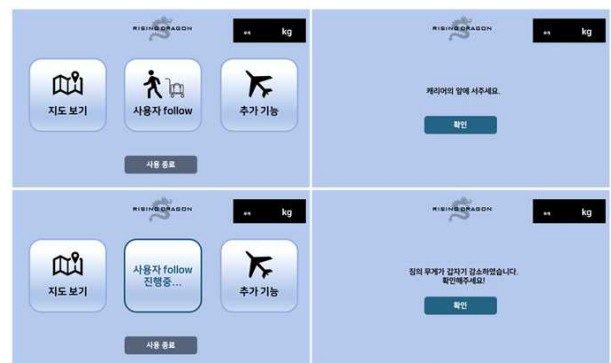 RISING DRAGON
kg
지도 보기
사용자 follow
추가 기능
사용 종료
RISING DRAGON
kg
캐리어의 앞에 서주세요.
확인
RISING DRAGON
kg
지도 보기
사용자 follow
진행중...
추가 기능
사용 종료
RISING DRAGON
kg
짐의 무게가 갑자기 감소하였습니다.
확인해주세요!
확인